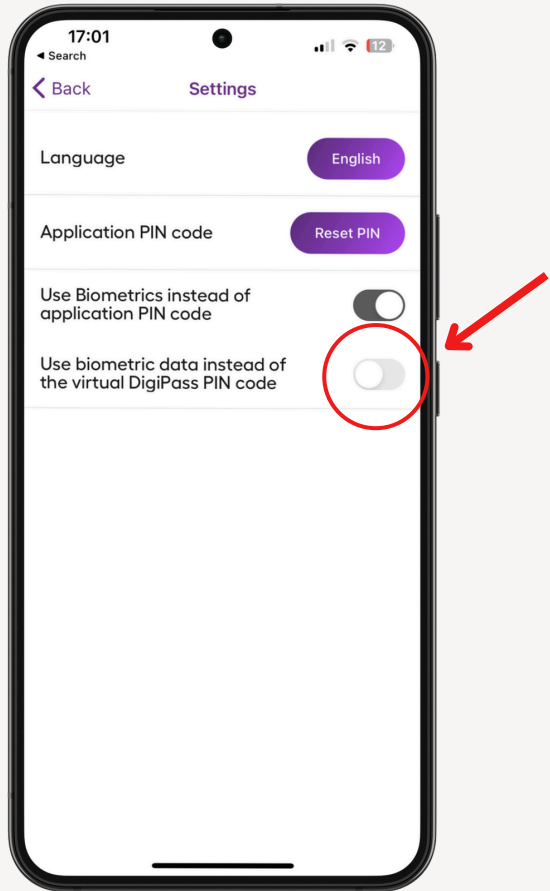 17:01
12
Search
Back
Settings
Language
English
Application PIN code
Reset PIN
Use Biometrics instead of
application PIN code
Use biometric data instead of
the virtual DigiPass PIN code